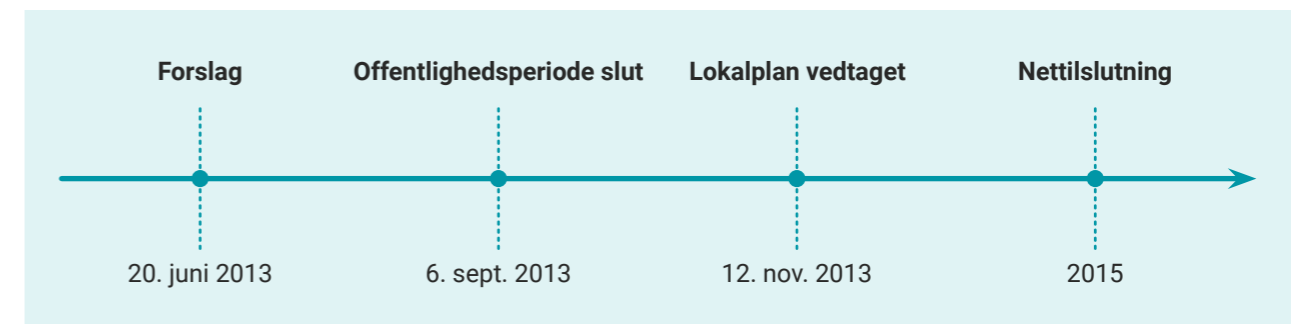 Forslag
Offentlighedsperiode slut
Lokalplan vedtaget
Nettilslutning
20. juni 2013
6. sept. 2013
12. nov. 2013
2015